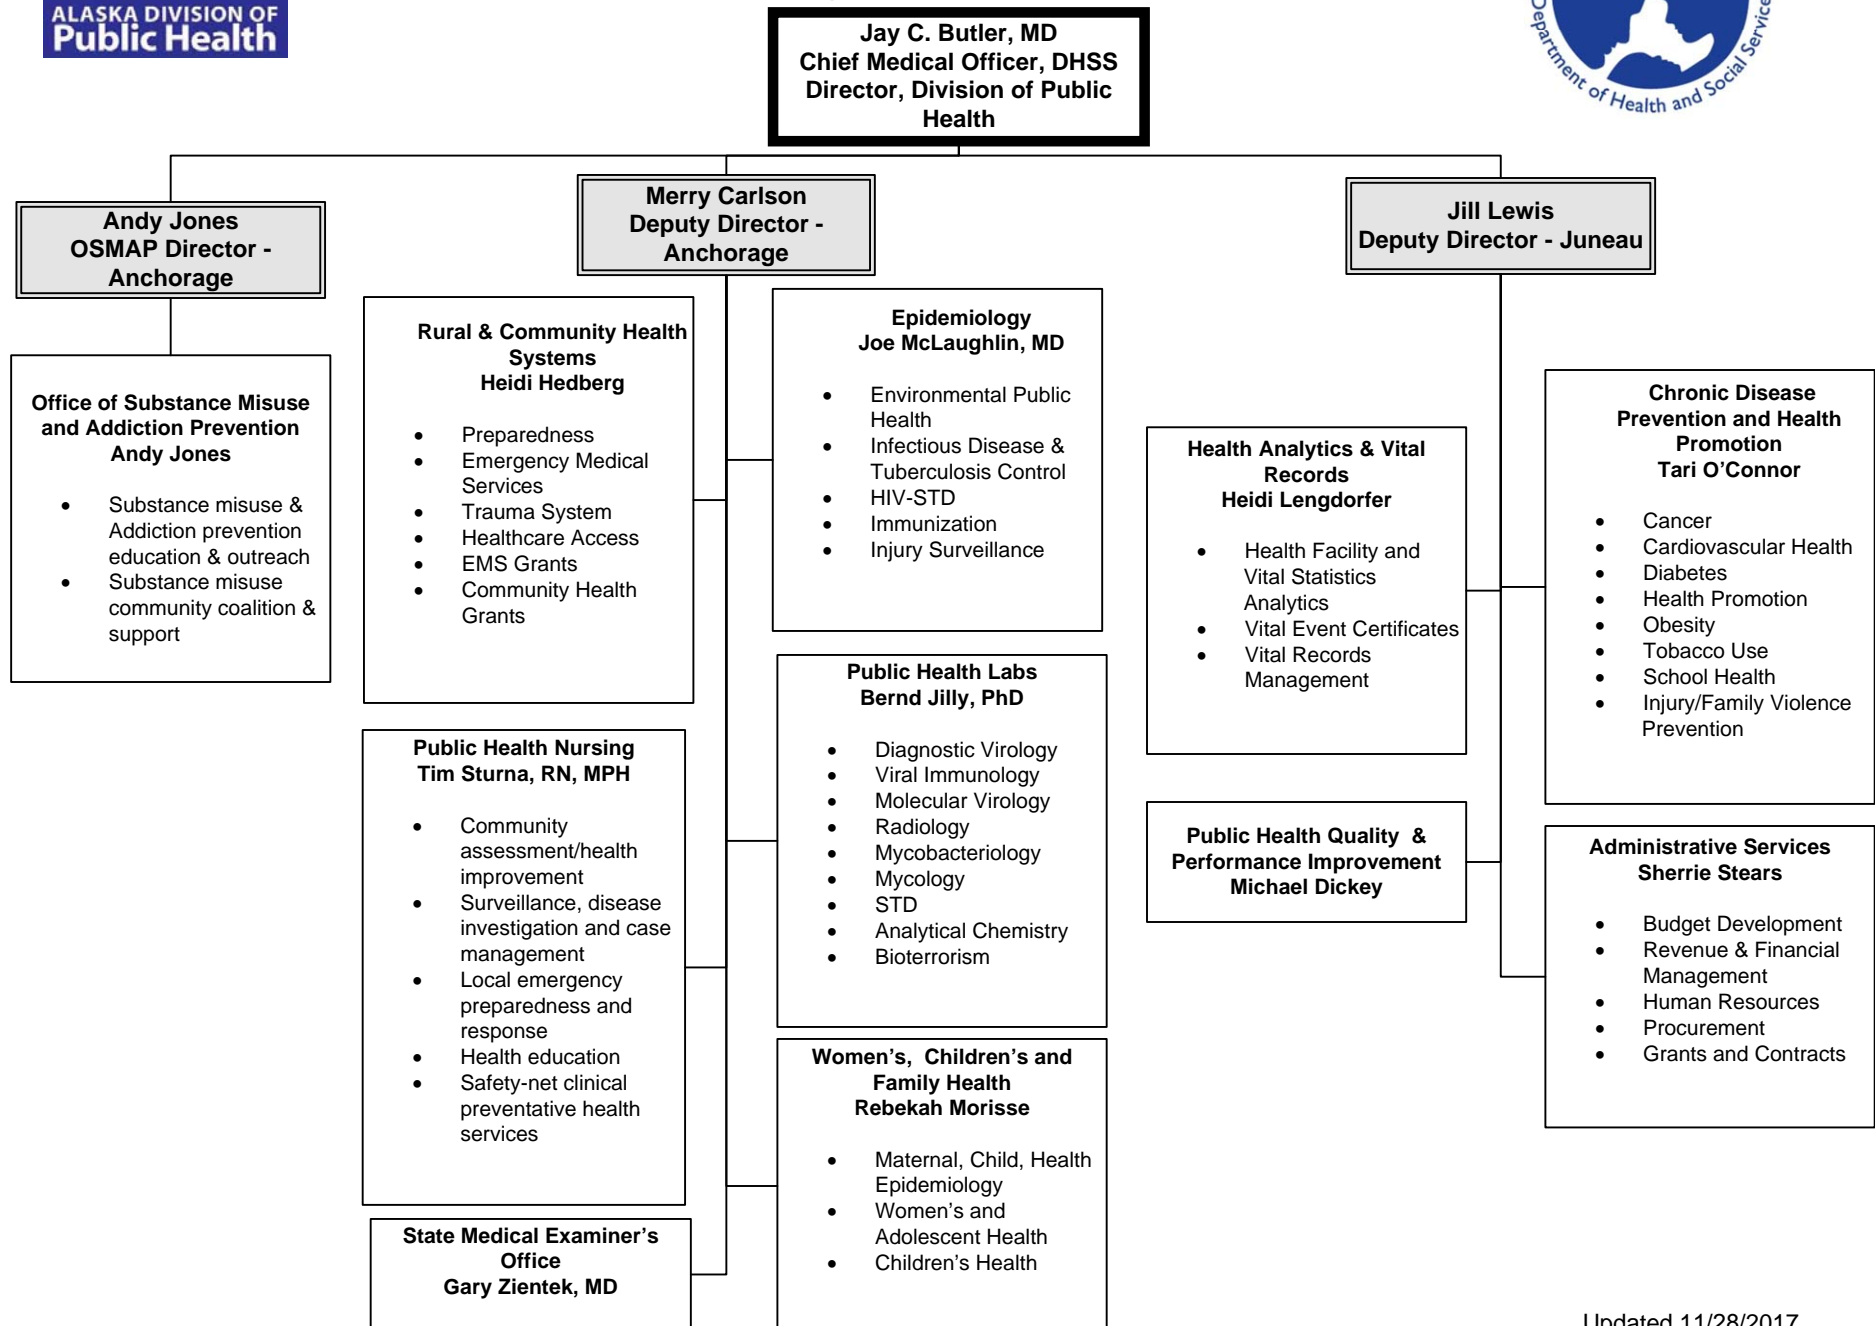 ALASKA DIVISION OF
Public Health
Jay C. Butler, MD
Chief Medical Officer, DHSS
Director, Division of Public
Health
Department of Health and Social Services
Andy Jones
OSMAP Director -
Anchorage
Merry Carlson
Deputy Director -
Anchorage
Jill Lewis
Deputy Director - Juneau
Office of Substance Misuse
and Addiction Prevention
Andy Jones
• Substance misuse &
Addiction prevention
education & outreach
• Substance misuse
community coalition &
support
Rural & Community Health
Systems
Heidi Hedberg
• Preparedness
• Emergency Medical
Services
• Trauma System
• Healthcare Access
• EMS Grants
• Community Health
Grants
Epidemiology
Joe McLaughlin, MD
• Environmental Public
Health
• Infectious Disease &
Tuberculosis Control
• HIV-STD
• Immunization
• Injury Surveillance
Health Analytics & Vital
Records
Heidi Lengdorfer
• Health Facility and
Vital Statistics
Analytics
• Vital Event Certificates
• Vital Records
Management
Chronic Disease
Prevention and Health
Promotion
Tari O’Connor
• Cancer
• Cardiovascular Health
• Diabetes
• Health Promotion
• Obesity
• Tobacco Use
• School Health
• Injury/Family Violence
Prevention
Public Health Nursing
Tim Sturna, RN, MPH
• Community
assessment/health
improvement
• Surveillance, disease
investigation and case
management
• Local emergency
preparedness and
response
• Health education
• Safety-net clinical
preventative health
services
Public Health Labs
Bernd Jilly, PhD
• Diagnostic Virology
• Viral Immunology
• Molecular Virology
• Radiology
• Mycobacteriology
• Mycology
• STD
• Analytical Chemistry
• Bioterrorism
Public Health Quality &
Performance Improvement
Michael Dickey
Administrative Services
Sherrie Stears
• Budget Development
• Revenue & Financial
Management
• Human Resources
• Procurement
• Grants and Contracts
State Medical Examiner’s
Office
Gary Zientek, MD
Women’s, Children’s and
Family Health
Rebekah Morisse
• Maternal, Child, Health
Epidemiology
• Women’s and
Adolescent Health
• Children’s Health
Updated 11/28/2017